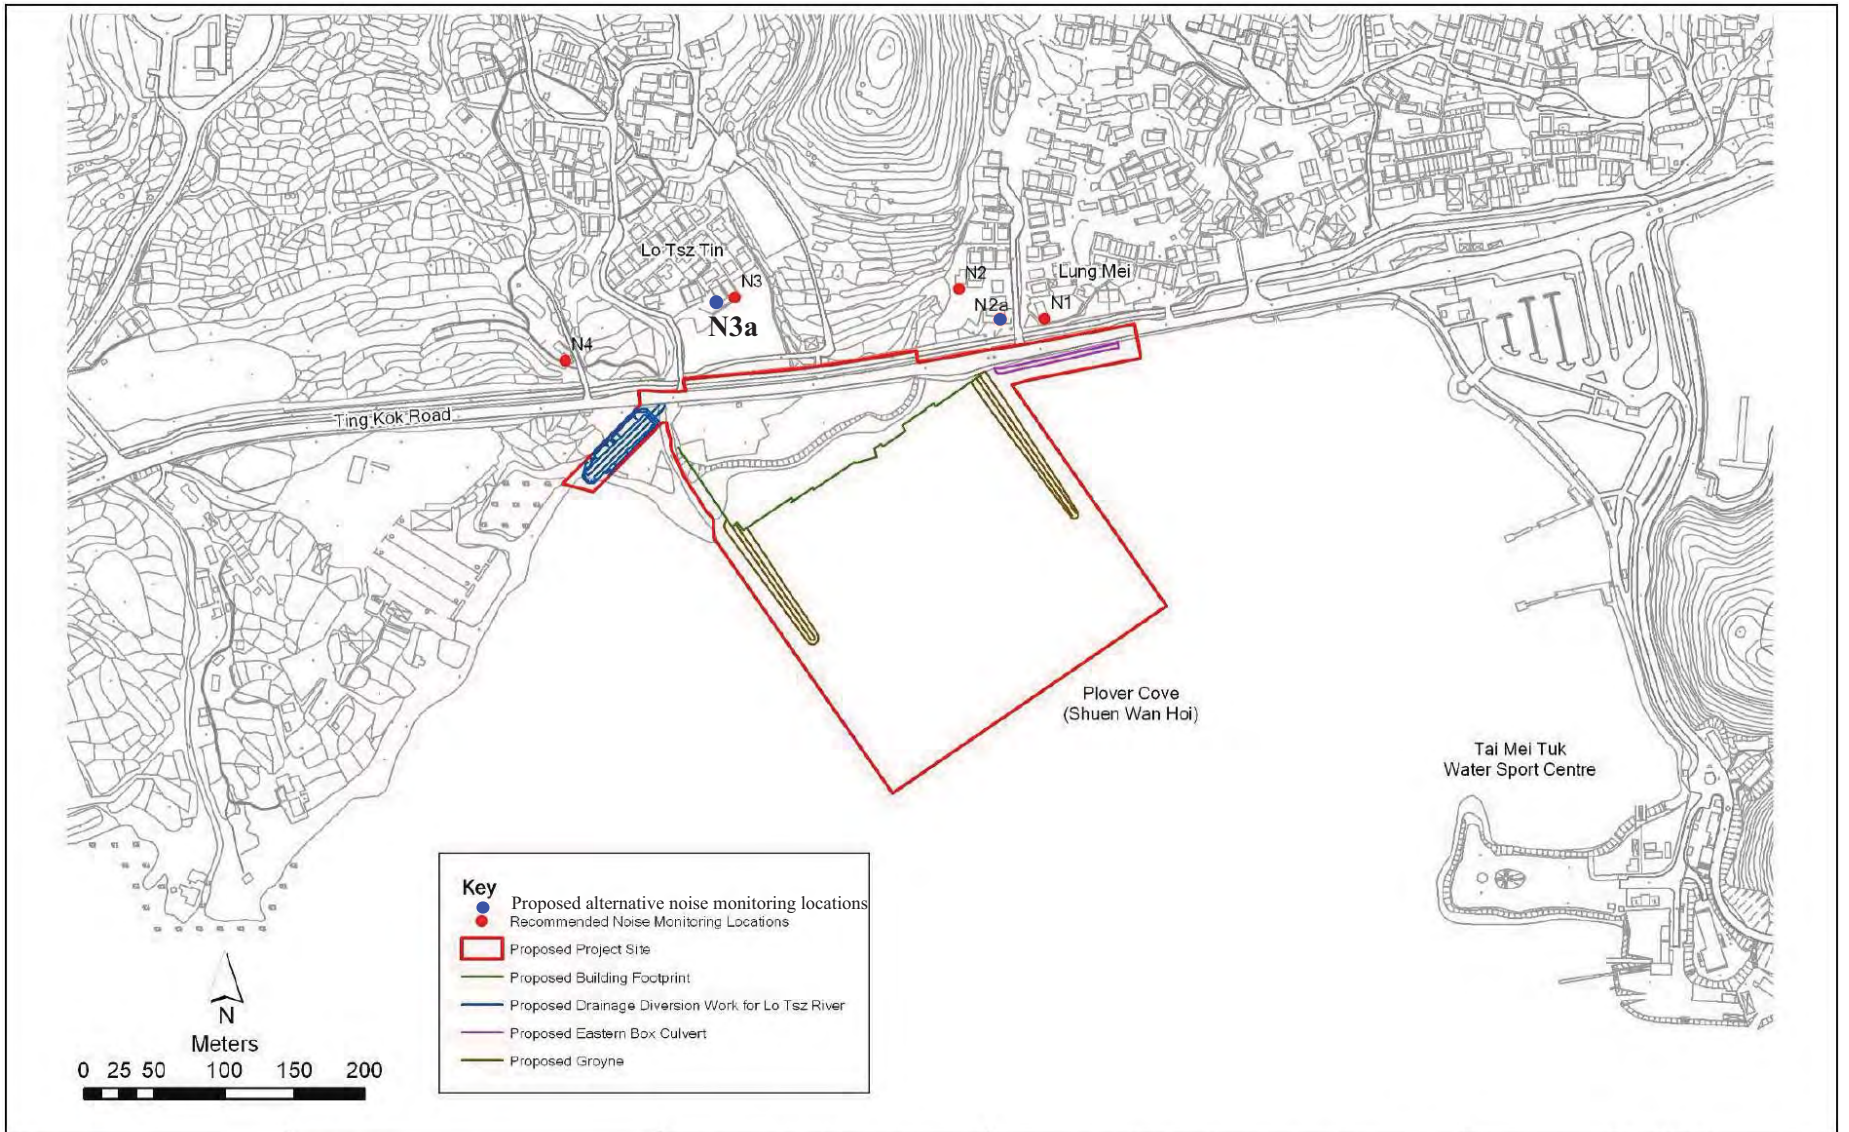 Lo Tsz Tin
N3
N3a
N2
Lung Mei
N2a
N1
N4
Ting Kok Road
Plover Cove
(Shuen Wan Hoi)
Tai Mei Tuk
Water Sport Centre
Key
Proposed alternative noise monitoring locations
Recommended Noise Monitoring Locations
Proposed Project Site
Proposed Building Footprint
Proposed Drainage Diversion Work for Lo Tsz River
Proposed Eastern Box Culvert
Proposed Groyne
N
Meters
0 25 50 100 150 200